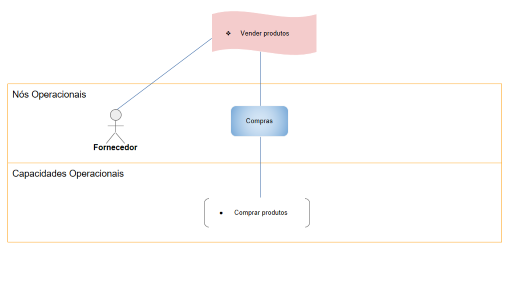 ❖ Vender produtos
Nós Operacionais
Compras
Fornecedor
Capacidades Operacionais
• Comprar produtos